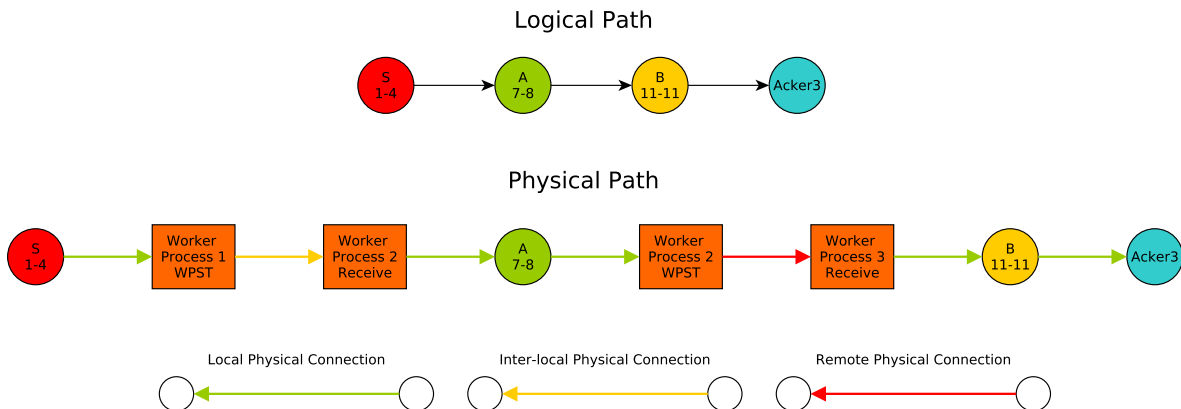 Logical Path
S
1-4
A
7-8
B
11-11
Acker3
Physical Path
S
1-4
Worker
Process 1
WPST
Worker
Process 2
Receive
A
7-8
Worker
Process 2
WPST
Worker
Process 3
Receive
B
11-11
Acker3
Local Physical Connection
Inter-local Physical Connection
Remote Physical Connection